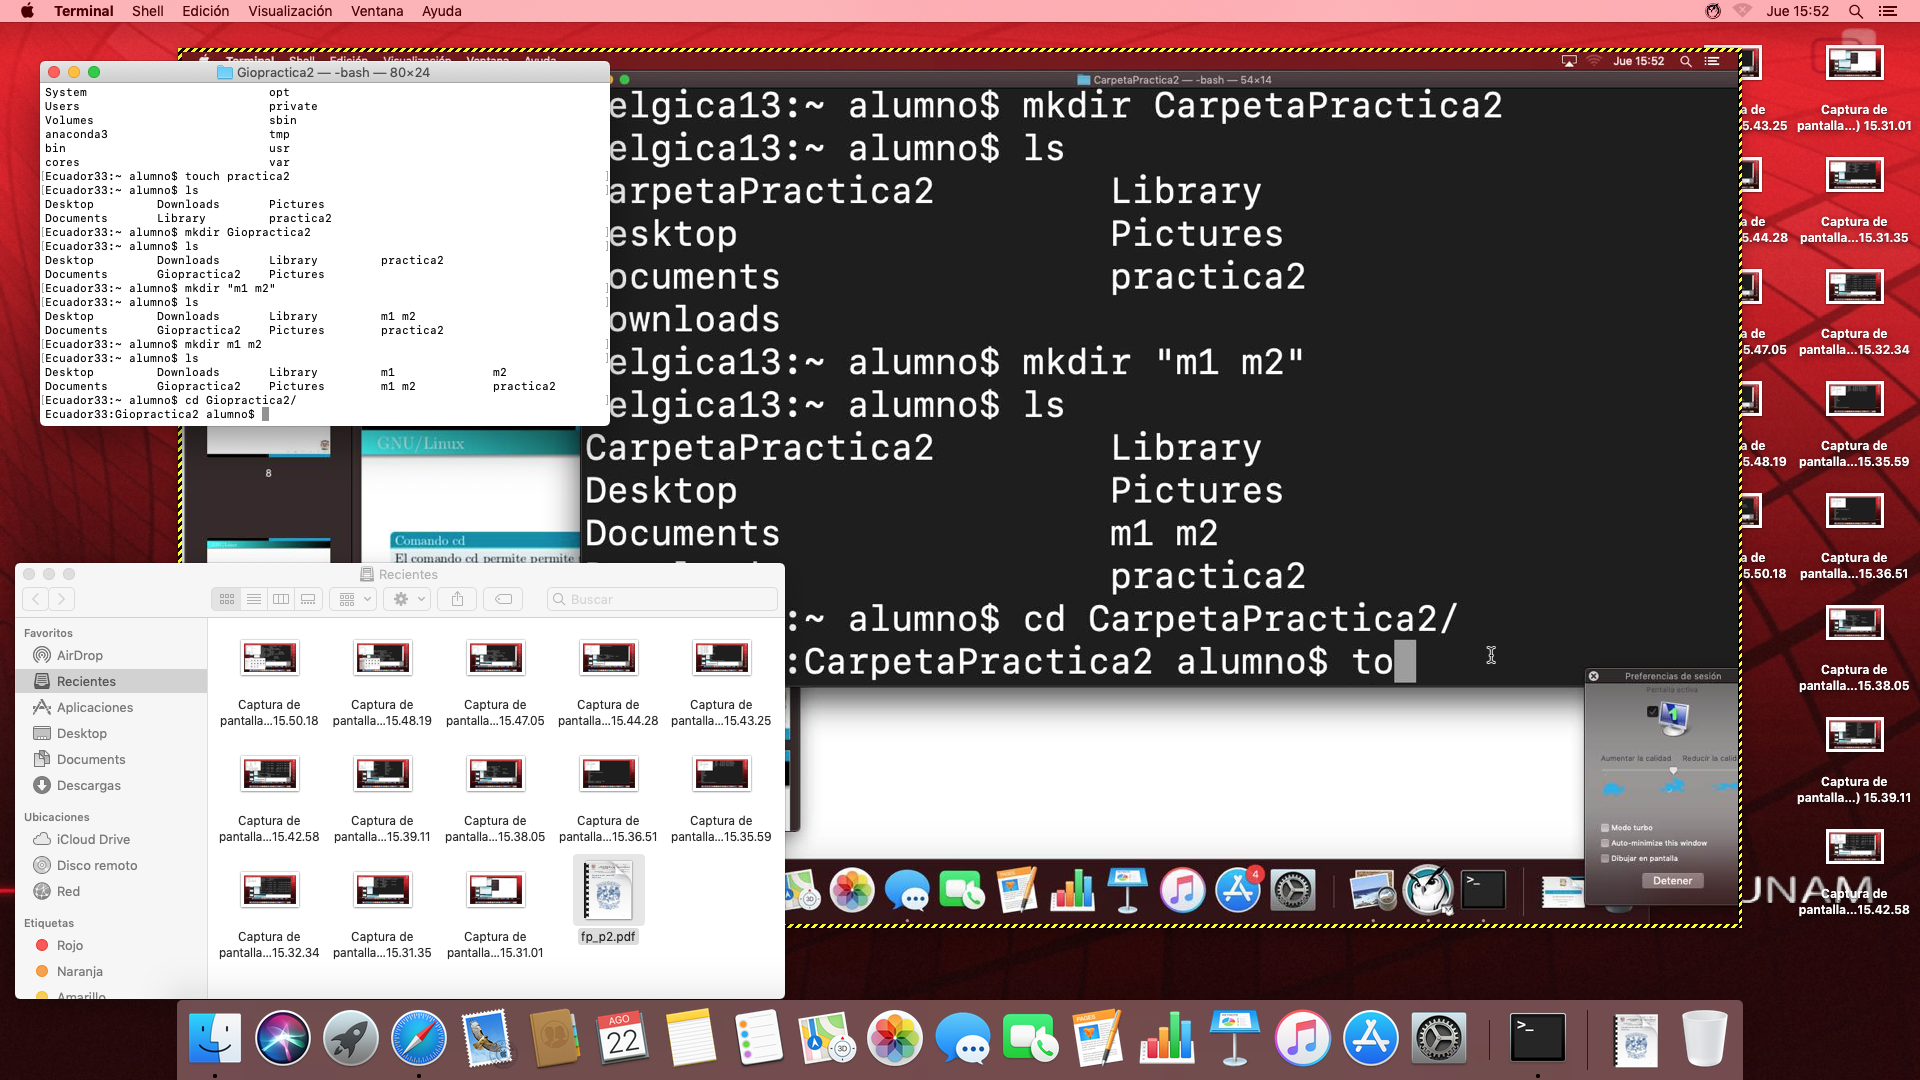 Terminal Shell Edición Visualización Ventana Ayuda
Jue 15:52
Giopractica2 — -bash — 80×24
System opt
Users private
Volumes sbin
anaconda3 tmp
bin usr
cores var
[Ecuador33:~ alumno$ touch practica2 ]
[Ecuador33:~ alumno$ ls ]
Desktop Downloads Pictures
Documents Library practica2
[Ecuador33:~ alumno$ mkdir Giopractica2 ]
[Ecuador33:~ alumno$ ls ]
Desktop Downloads Library practica2
Documents Giopractica2 Pictures
[Ecuador33:~ alumno$ mkdir "m1 m2" ]
[Ecuador33:~ alumno$ ls ]
Desktop Downloads Library m1 m2
Documents Giopractica2 Pictures practica2
[Ecuador33:~ alumno$ mkdir m1 m2 ]
[Ecuador33:~ alumno$ ls ]
Desktop Downloads Library m1 m2
Documents Giopractica2 Pictures m1 m2 practica2
[Ecuador33:~ alumno$ cd Giopractica2/ ]
Ecuador33:Giopractica2 alumno$
Jue 15:52
CarpetaPractica2 — -bash — 54×14
elgica13:~ alumno$ mkdir CarpetaPractica2
elgica13:~ alumno$ ls
arpetaPractica2 Library
esktop Pictures
ocuments practica2
ownloads
elgica13:~ alumno$ mkdir "m1 m2"
elgica13:~ alumno$ ls
CarpetaPractica2 Library
Desktop Pictures
Documents m1 m2
practica2
:~ alumno$ cd CarpetaPractica2/
:CarpetaPractica2 alumno$ to
GNU/Linux
8
Comando cd
El comando cd permite permite
Recientes
Buscar
Favoritos
AirDrop
Recientes
Aplicaciones
Desktop
Documents
Descargas
Ubicaciones
iCloud Drive
Disco remoto
Red
Etiquetas
Rojo
Naranja
Amarillo
Captura de pantalla...15.50.18
Captura de pantalla...15.48.19
Captura de pantalla...15.47.05
Captura de pantalla...15.44.28
Captura de pantalla...15.43.25
Captura de pantalla...15.42.58
Captura de pantalla...15.39.11
Captura de pantalla...15.38.05
Captura de pantalla...15.36.51
Captura de pantalla...15.35.59
Captura de pantalla...15.32.34
Captura de pantalla...15.31.35
Captura de pantalla...15.31.01
fp_p2.pdf
Preferencias de sesión
Pantalla activa
1
Aumentar la calidad Reducir la calid
Modo turbo
Auto-minimize this window
Dibujar en pantalla
Detener
4
UNAM
a de
5.43.25
Captura de
pantalla...) 15.31.01
a de
5.44.28
Captura de
pantalla...15.31.35
a de
5.47.05
Captura de
pantalla...15.32.34
a de
5.48.19
Captura de
pantalla...15.35.59
a de
5.50.18
Captura de
pantalla...15.36.51
Captura de
pantalla...15.38.05
Captura de
pantalla...) 15.39.11
Captura de
pantalla...15.42.58
AGO
22
3D
PAGES
>_